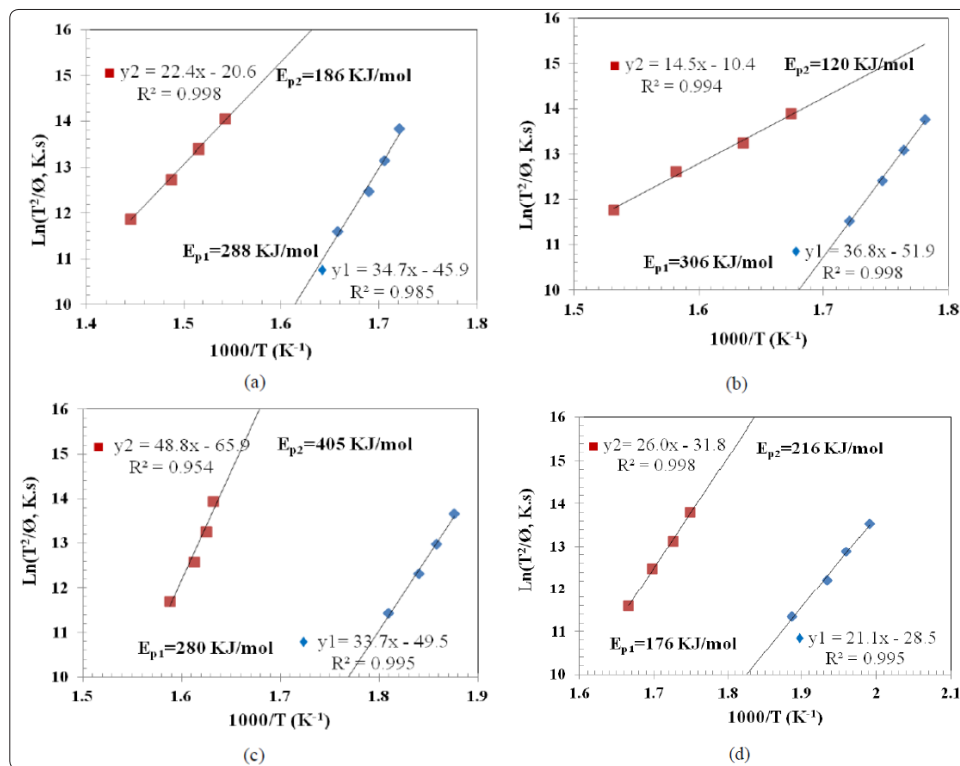 16
15
14
13
12
11
10
1.4
1.5
1.6
1.7
1.8
Ln(T²/Ø, K.s)
1000/T (K⁻¹)
y2 = 22.4x - 20.6
R² = 0.998
Eₚ₂=186 KJ/mol
Eₚ₁=288 KJ/mol
y1 = 34.7x - 45.9
R² = 0.985
(a)
16
15
14
13
12
11
10
1.5
1.6
1.7
1.8
Ln(T²/Ø, K.s)
1000/T (K⁻¹)
y2 = 14.5x - 10.4
R² = 0.994
Eₚ₂=120 KJ/mol
Eₚ₁=306 KJ/mol
y1 = 36.8x - 51.9
R² = 0.998
(b)
16
15
14
13
12
11
10
1.5
1.6
1.7
1.8
1.9
Ln(T²/Ø, K.s)
1000/T (K⁻¹)
y2 = 48.8x - 65.9
R² = 0.954
Eₚ₂=405 KJ/mol
Eₚ₁=280 KJ/mol
y1 = 33.7x - 49.5
R² = 0.995
(c)
16
15
14
13
12
11
10
1.6
1.7
1.8
1.9
2
2.1
Ln(T²/Ø, K.s)
1000/T (K⁻¹)
y2= 26.0x - 31.8
R² = 0.998
Eₚ₂=216 KJ/mol
Eₚ₁=176 KJ/mol
y1 = 21.1x - 28.5
R² = 0.995
(d)